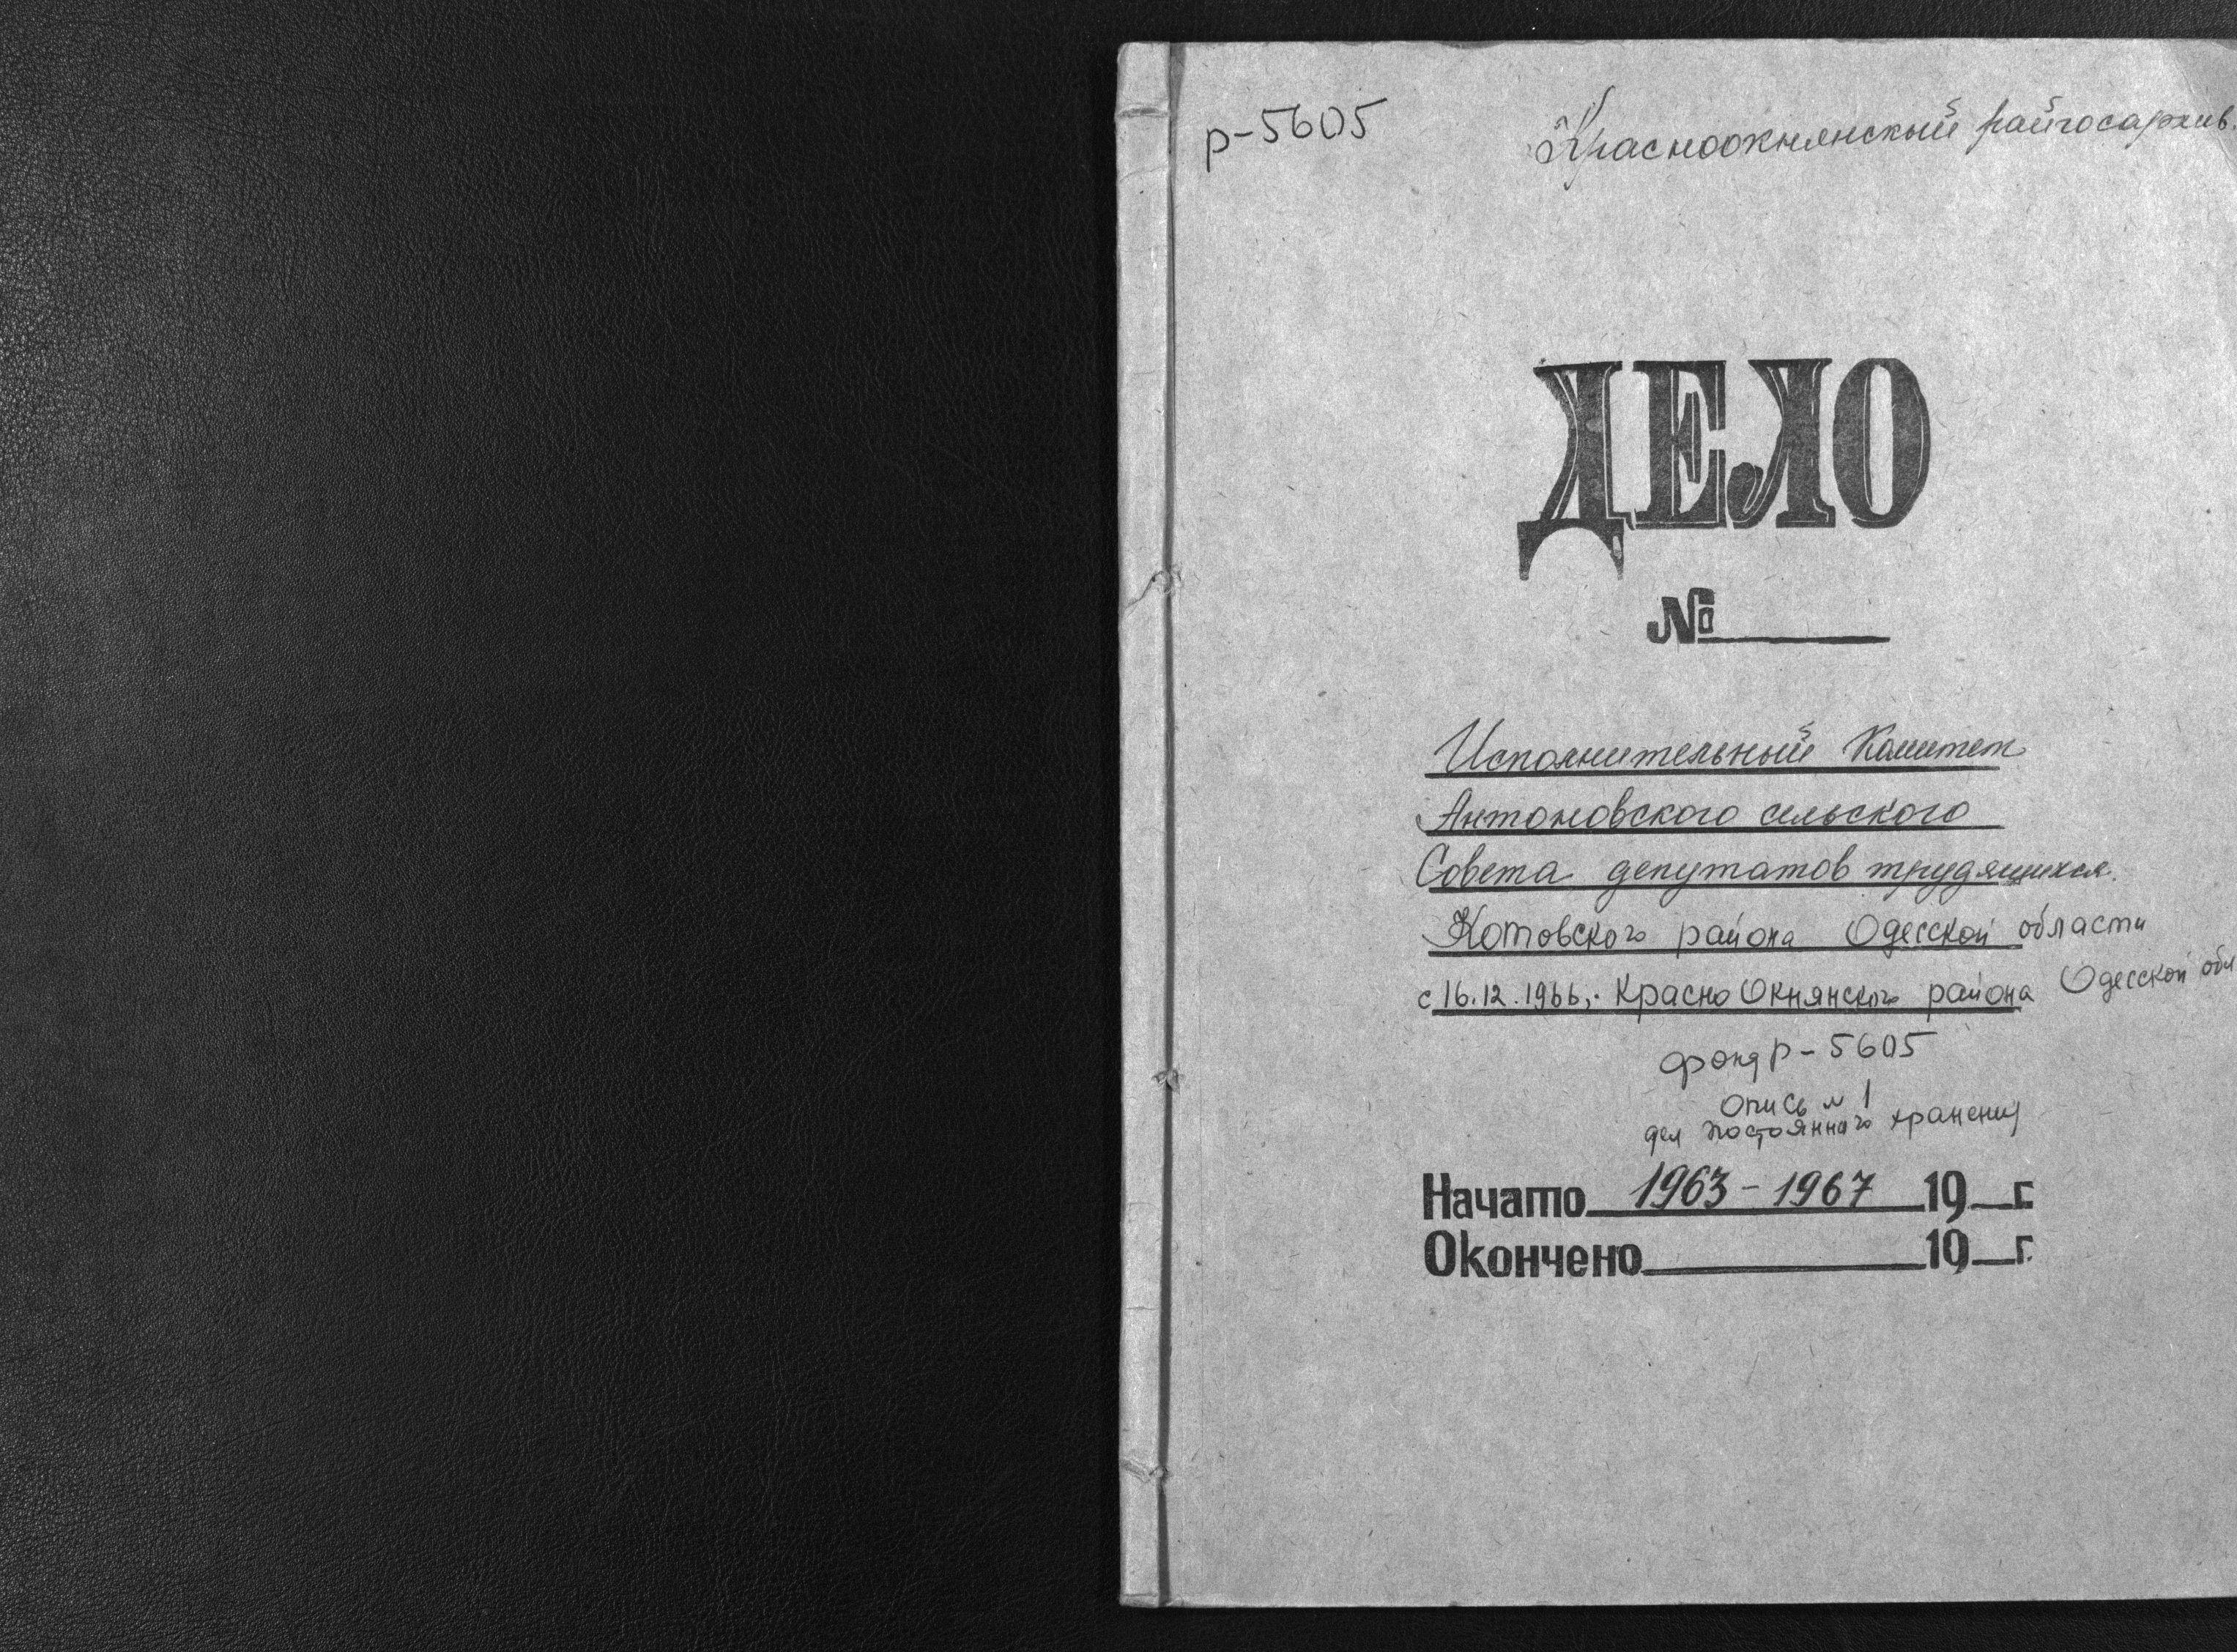 р-5605
Красноокнянский райгосархив.
ДЕЛО
№
Исполнительный Комитет
Антоновского сельского
Совета депутатов трудящихся.
Котовского района Одесской области
с 16.12.1966, Красно Окнянского района Одесской обл
фонд р-5605
Опись № 1
дел постоянного хранения
Начато 1963-1967 19 г.
Окончено 19 г.